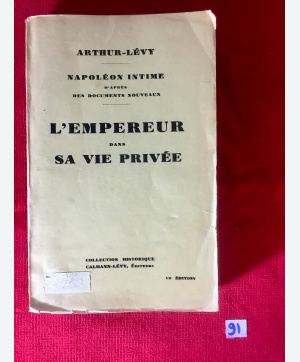 ARTHUR-LÉVY
NAPOLÉON INTIME
D'APRÈS
DES DOCUMENTS NOUVEAUX
L'EMPEREUR
DANS
SA VIE PRIVÉE
COLLECTION HISTORIQUE
CALMANN-LÉVY, ÉDITEURS
ÉDITION
91